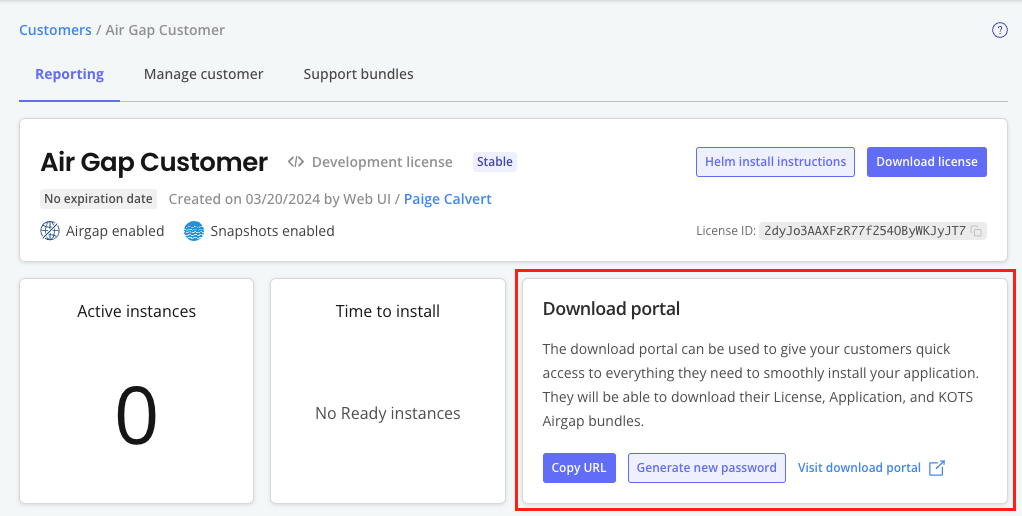 Customers / Air Gap Customer
Reporting
Manage customer
Support bundles
Air Gap Customer
Development license
Stable
Helm install instructions
Download license
No expiration date
Created on 03/20/2024 by Web UI / Paige Calvert
Airgap enabled
Snapshots enabled
License ID: 2dyJo3AAXFzR77f254OByWKJyJT7
Active instances
0
Time to install
No Ready instances
Download portal
The download portal can be used to give your customers quick
access to everything they need to smoothly install your application.
They will be able to download their License, Application, and KOTS
Airgap bundles.
Copy URL
Generate new password
Visit download portal